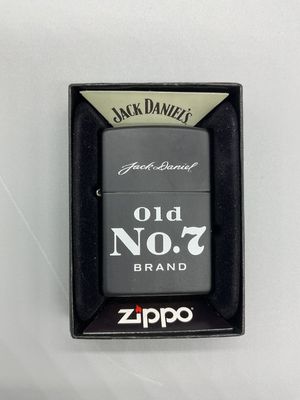 JACK DANIEL'S
Jack Daniel
Old
No.7
BRAND
zippo